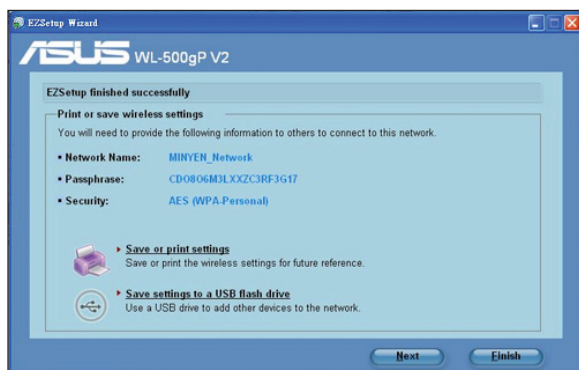 EZSetup Wizard
ASUS WL-500gP V2
EZSetup finished successfully
Print or save wireless settings
You will need to provide the following information to others to connect to this network.
▪ Network Name: MINYEN_Network
▪ Passphrase: CDO8O6M3LXXZC3RF3G17
▪ Security: AES (WPA-Personal)
Save or print settings
Save or print the wireless settings for future reference.
Save settings to a USB flash drive
Use a USB drive to add other devices to the network.
Next Finish